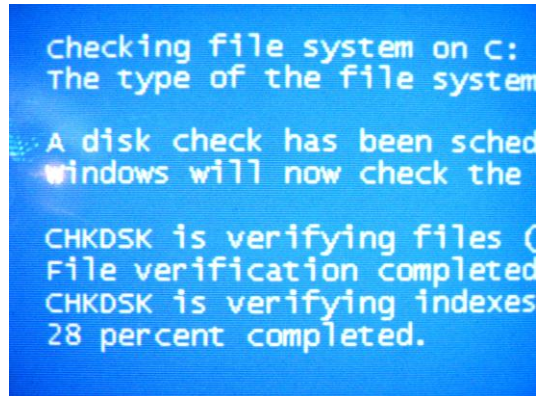 Checking file system on C:
The type of the file system
A disk check has been sched
Windows will now check the
CHKDSK is verifying files (
File verification completed
CHKDSK is verifying indexes
28 percent completed.